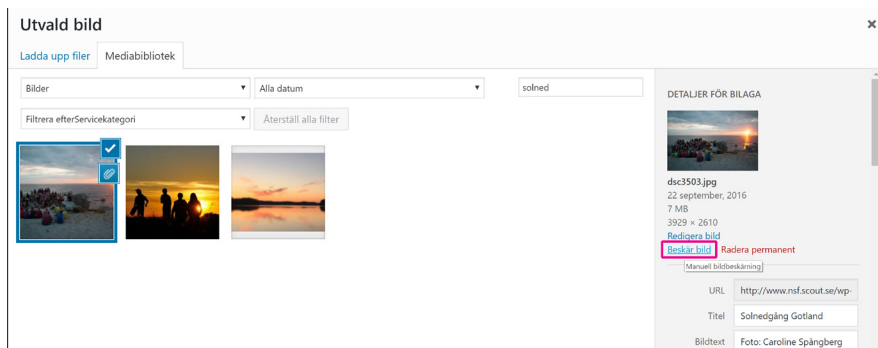 Utvald bild
Ladda upp filer
Mediabibliotek
Bilder
Alla datum
solned
Filtrera efterServicekategori
Återställ alla filter
DETALJER FÖR BILAGA
dsc3503.jpg
22 september, 2016
7 MB
3929 × 2610
Redigera bild
Beskär bild Radera permanent
Manuell bildbeskärning
URL http://www.nsf.scout.se/wp-
Titel Solnedgång Gotland
Bildtext Foto: Caroline Spångberg